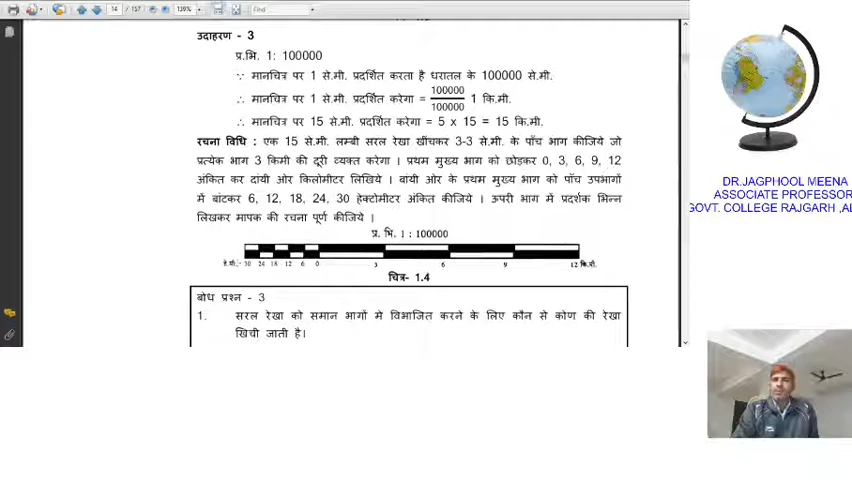 14 / 157
139%
Find
उदाहरण - 3
प्र.भि. 1: 100000
∵ मानचित्र पर 1 से.मी. प्रदर्शित करता है धरातल के 100000 से.मी.
∴ मानचित्र पर 1 से.मी. प्रदर्शित करेगा = 100000/100000 1 कि.मी.
∴ मानचित्र पर 15 से.मी. प्रदर्शित करेगा = 5 x 15 = 15 कि.मी.
रचना विधि : एक 15 से.मी. लम्बी सरल रेखा खींचकर 3-3 से.मी. के पाँच भाग कीजिये जो
प्रत्येक भाग 3 किमी की दूरी व्यक्त करेगा । प्रथम मुख्य भाग को छोड़कर 0, 3, 6, 9, 12
अंकित कर दांयी ओर किलोमीटर लिखिये । बांयी ओर के प्रथम मुख्य भाग को पाँच उपभागों
में बांटकर 6, 12, 18, 24, 30 हेक्टोमीटर अंकित कीजिये । ऊपरी भाग में प्रदर्शक भिन्न
लिखकर मापक की रचना पूर्ण कीजिये ।
प्र. भि. 1 : 100000
हे.मी.- 30 24 18 12 6 0 3 6 9 12 कि.मी.
चित्र- 1.4
बोध प्रश्न - 3
1. सरल रेखा को समान भागों मे विभाजित करने के लिए कौन से कोण की रेखा
खिची जाती है।
DR.JAGPHOOL MEENA
ASSOCIATE PROFESSOR
GOVT. COLLEGE RAJGARH ,AL